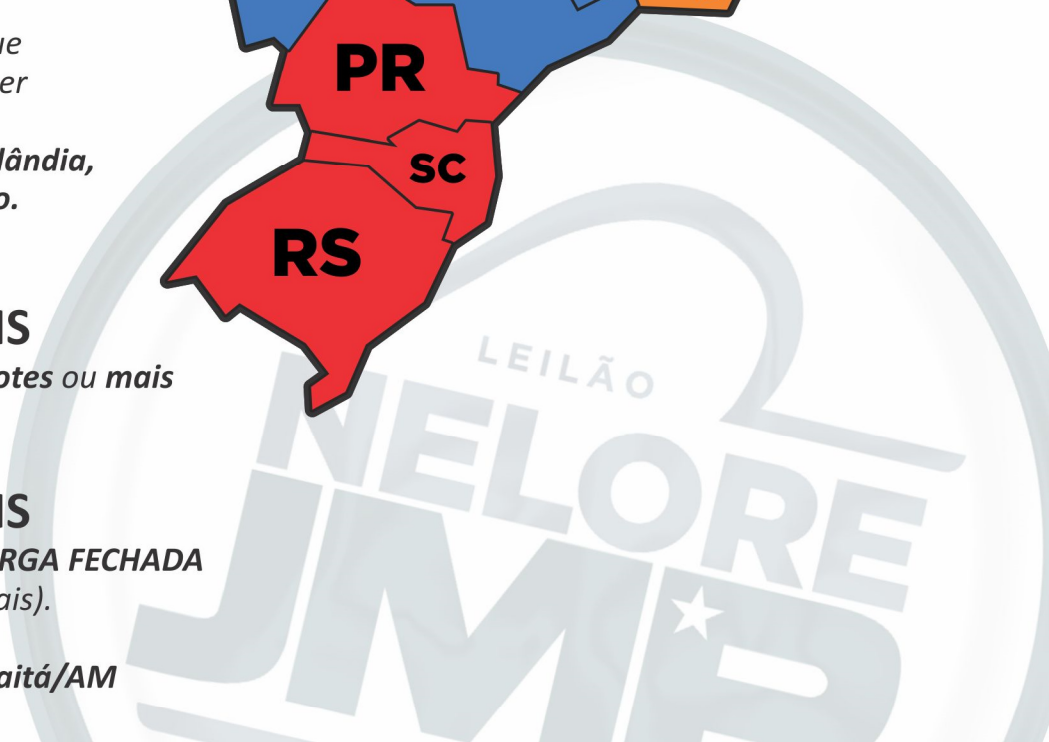 ue
er
lândia,
o.
IS
otes ou mais
IS
RGA FECHADA
ais).
aitá/AM
PR
SC
RS
LEILÃO
NELORE
JMP